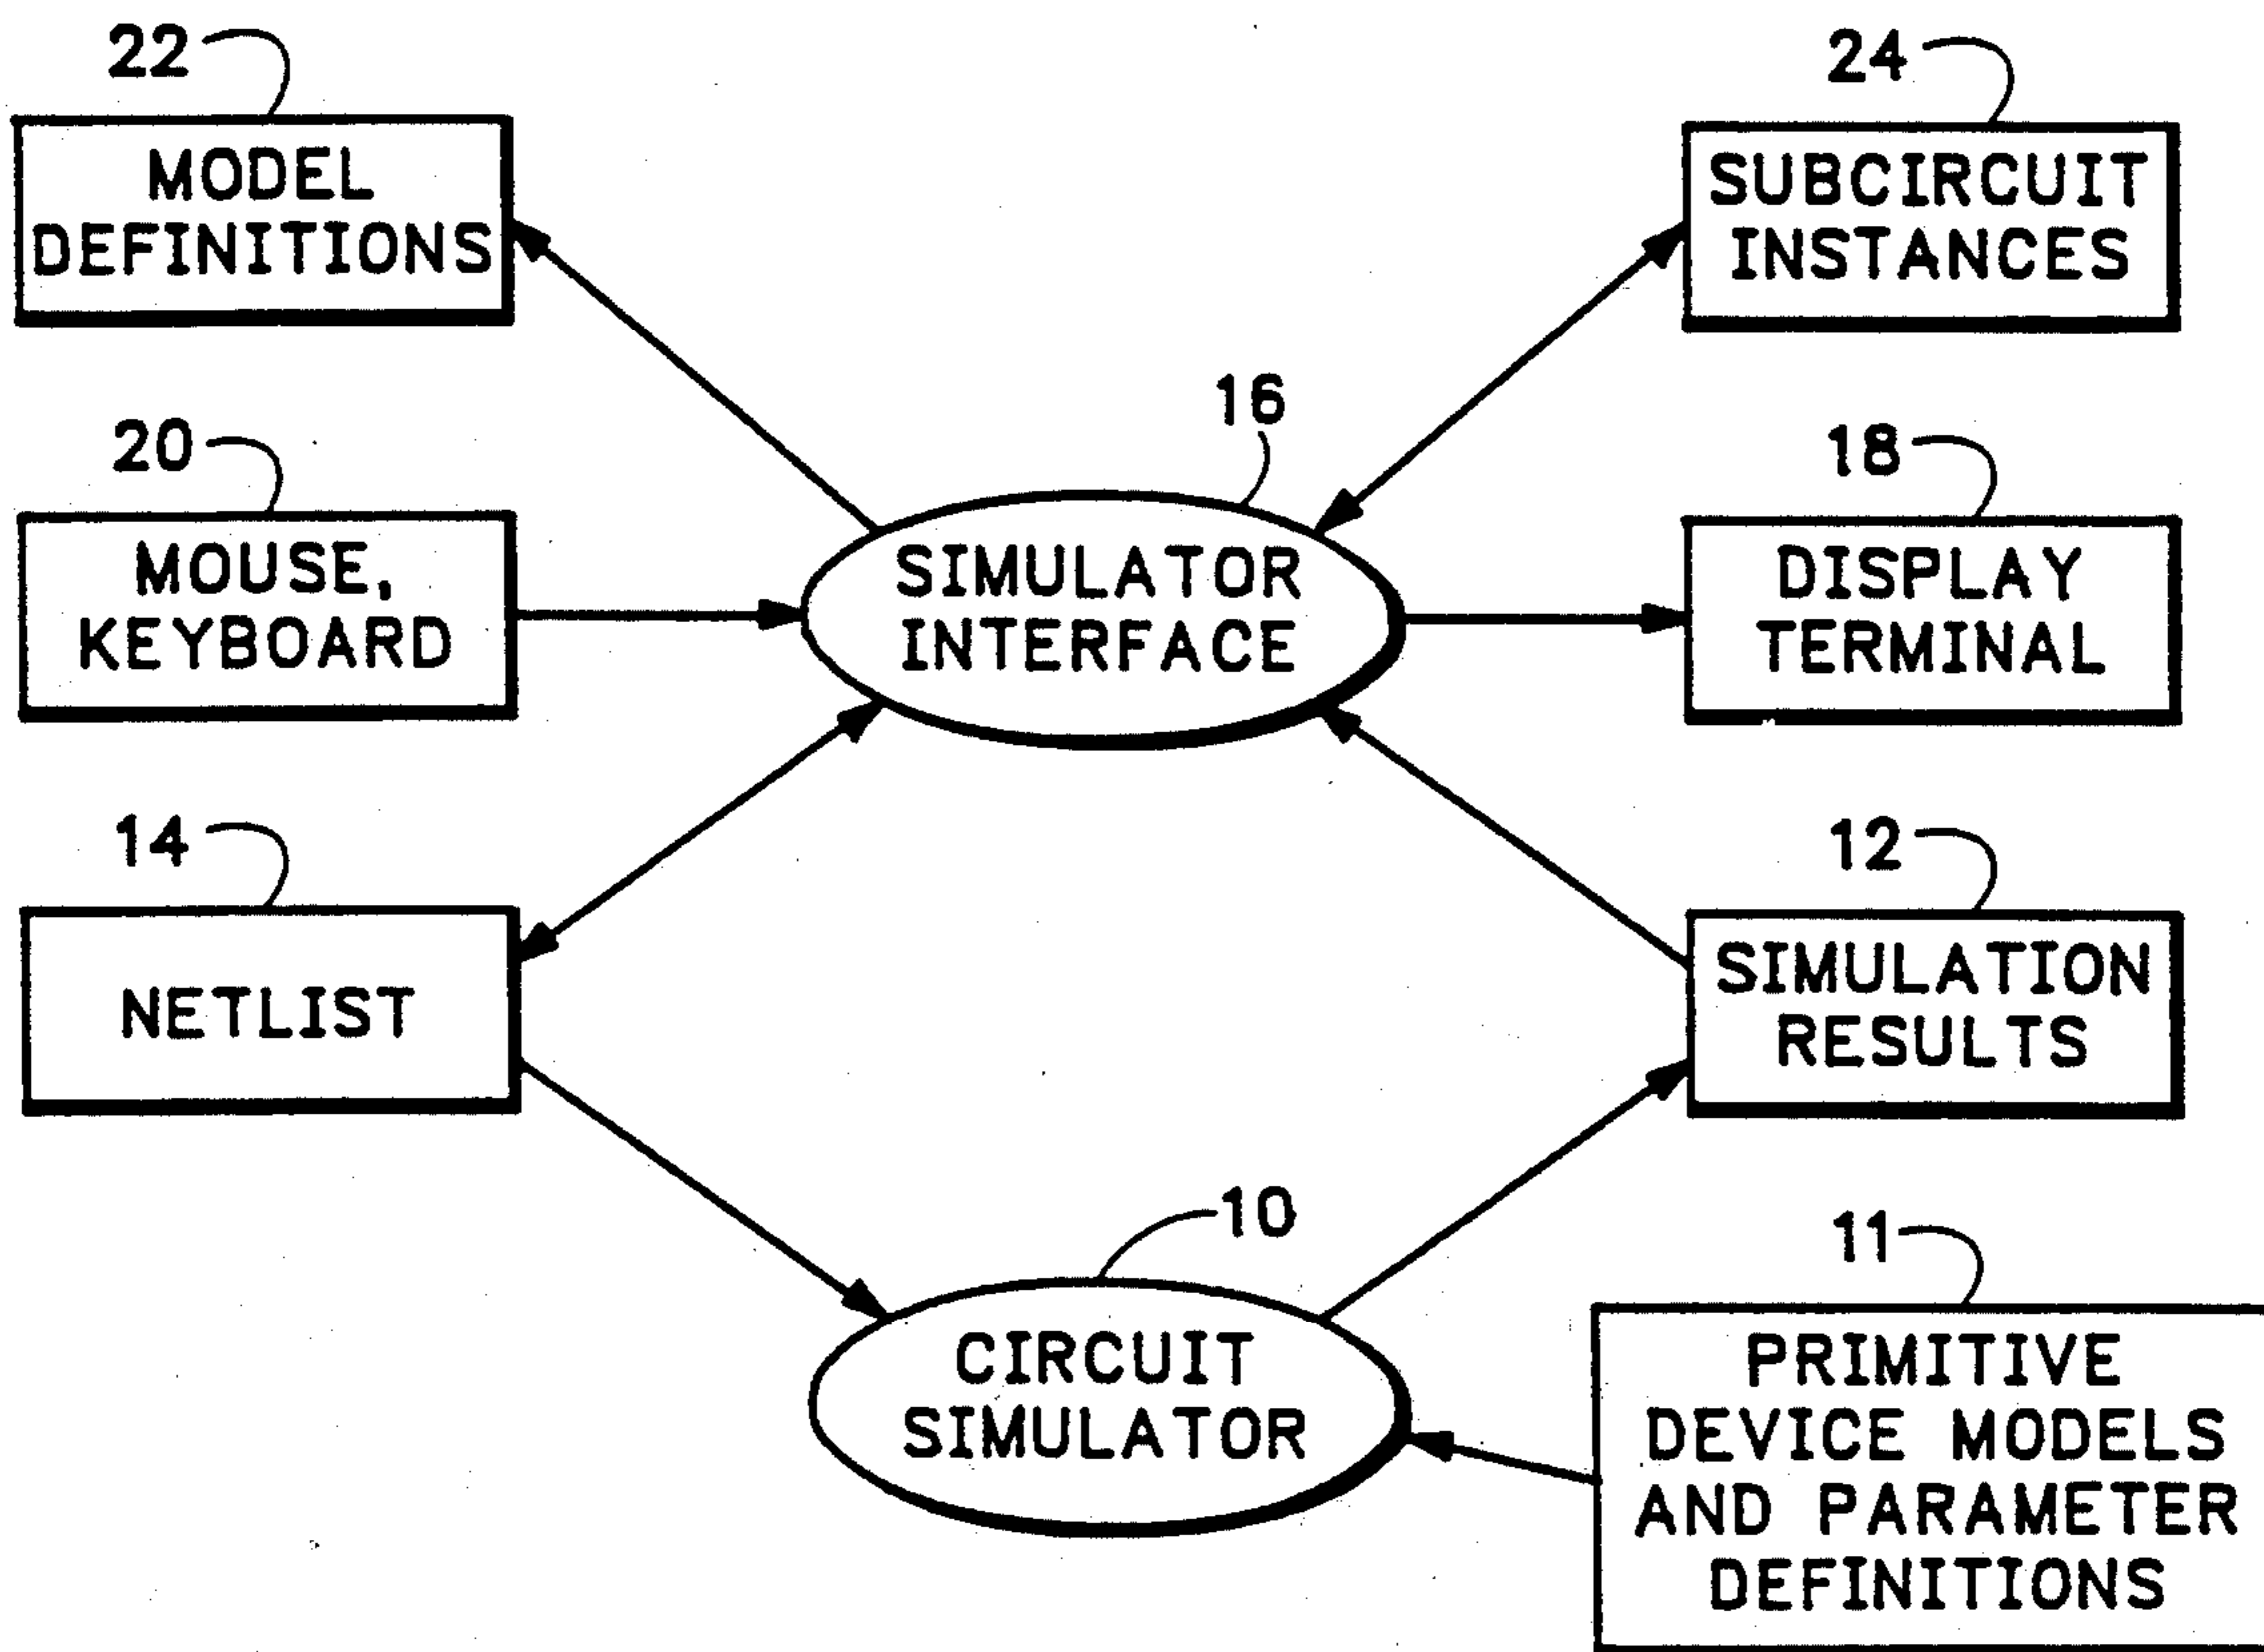 22
MODEL
DEFINITIONS
24
SUBCIRCUIT
INSTANCES
20
MOUSE,
KEYBOARD
16
SIMULATOR
INTERFACE
18
DISPLAY
TERMINAL
14
NETLIST
12
SIMULATION
RESULTS
10
CIRCUIT
SIMULATOR
11
PRIMITIVE
DEVICE MODELS
AND PARAMETER
DEFINITIONS